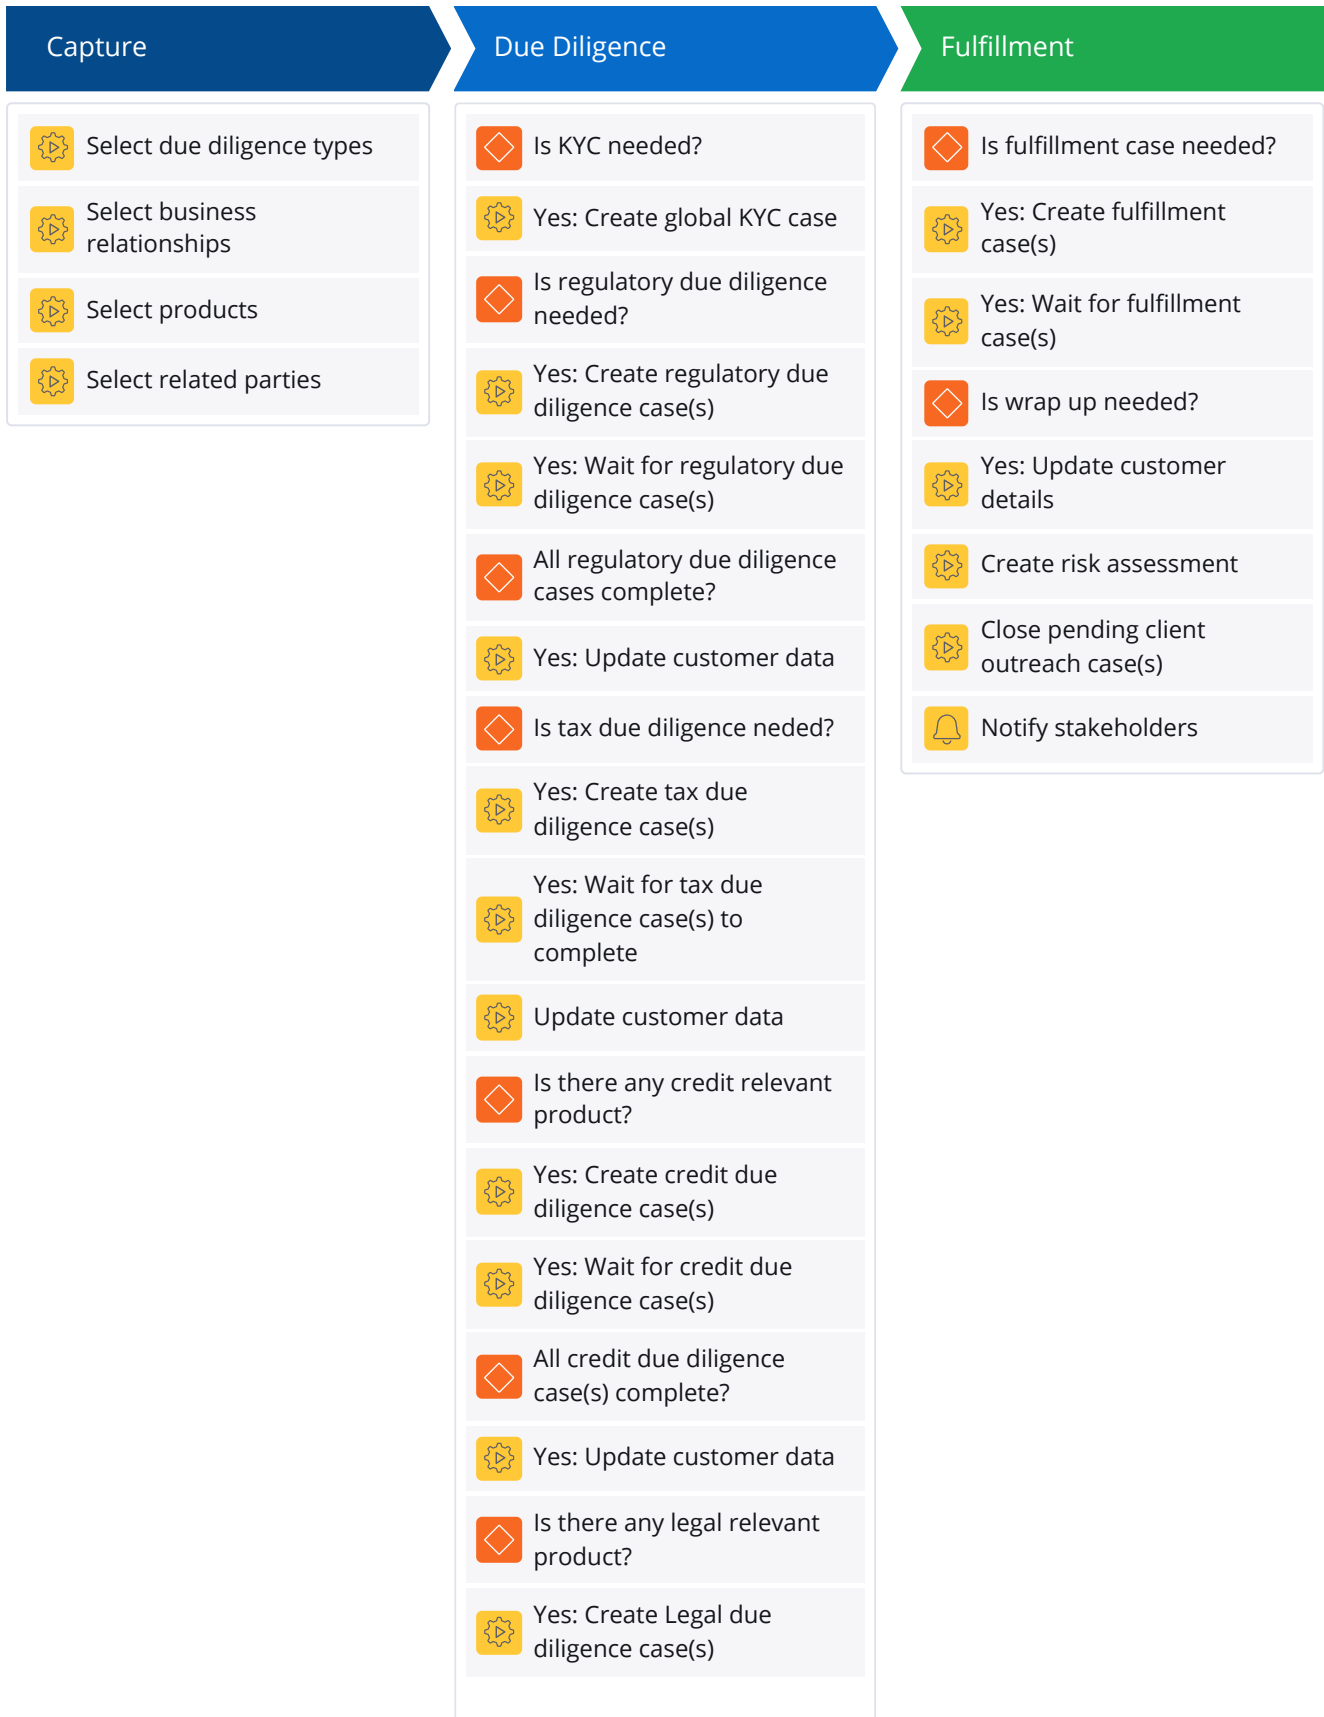 Capture
Select due diligence types
Select business
relationships
Select products
Select related parties
Due Diligence
Is KYC needed?
Yes: Create global KYC case
Is regulatory due diligence
needed?
Yes: Create regulatory due
diligence case(s)
Yes: Wait for regulatory due
diligence case(s)
All regulatory due diligence
cases complete?
Yes: Update customer data
Is tax due diligence neded?
Yes: Create tax due
diligence case(s)
Yes: Wait for tax due
diligence case(s) to
complete
Update customer data
Is there any credit relevant
product?
Yes: Create credit due
diligence case(s)
Yes: Wait for credit due
diligence case(s)
All credit due diligence
case(s) complete?
Yes: Update customer data
Is there any legal relevant
product?
Yes: Create Legal due
diligence case(s)
Fulfillment
Is fulfillment case needed?
Yes: Create fulfillment
case(s)
Yes: Wait for fulfillment
case(s)
Is wrap up needed?
Yes: Update customer
details
Create risk assessment
Close pending client
outreach case(s)
Notify stakeholders